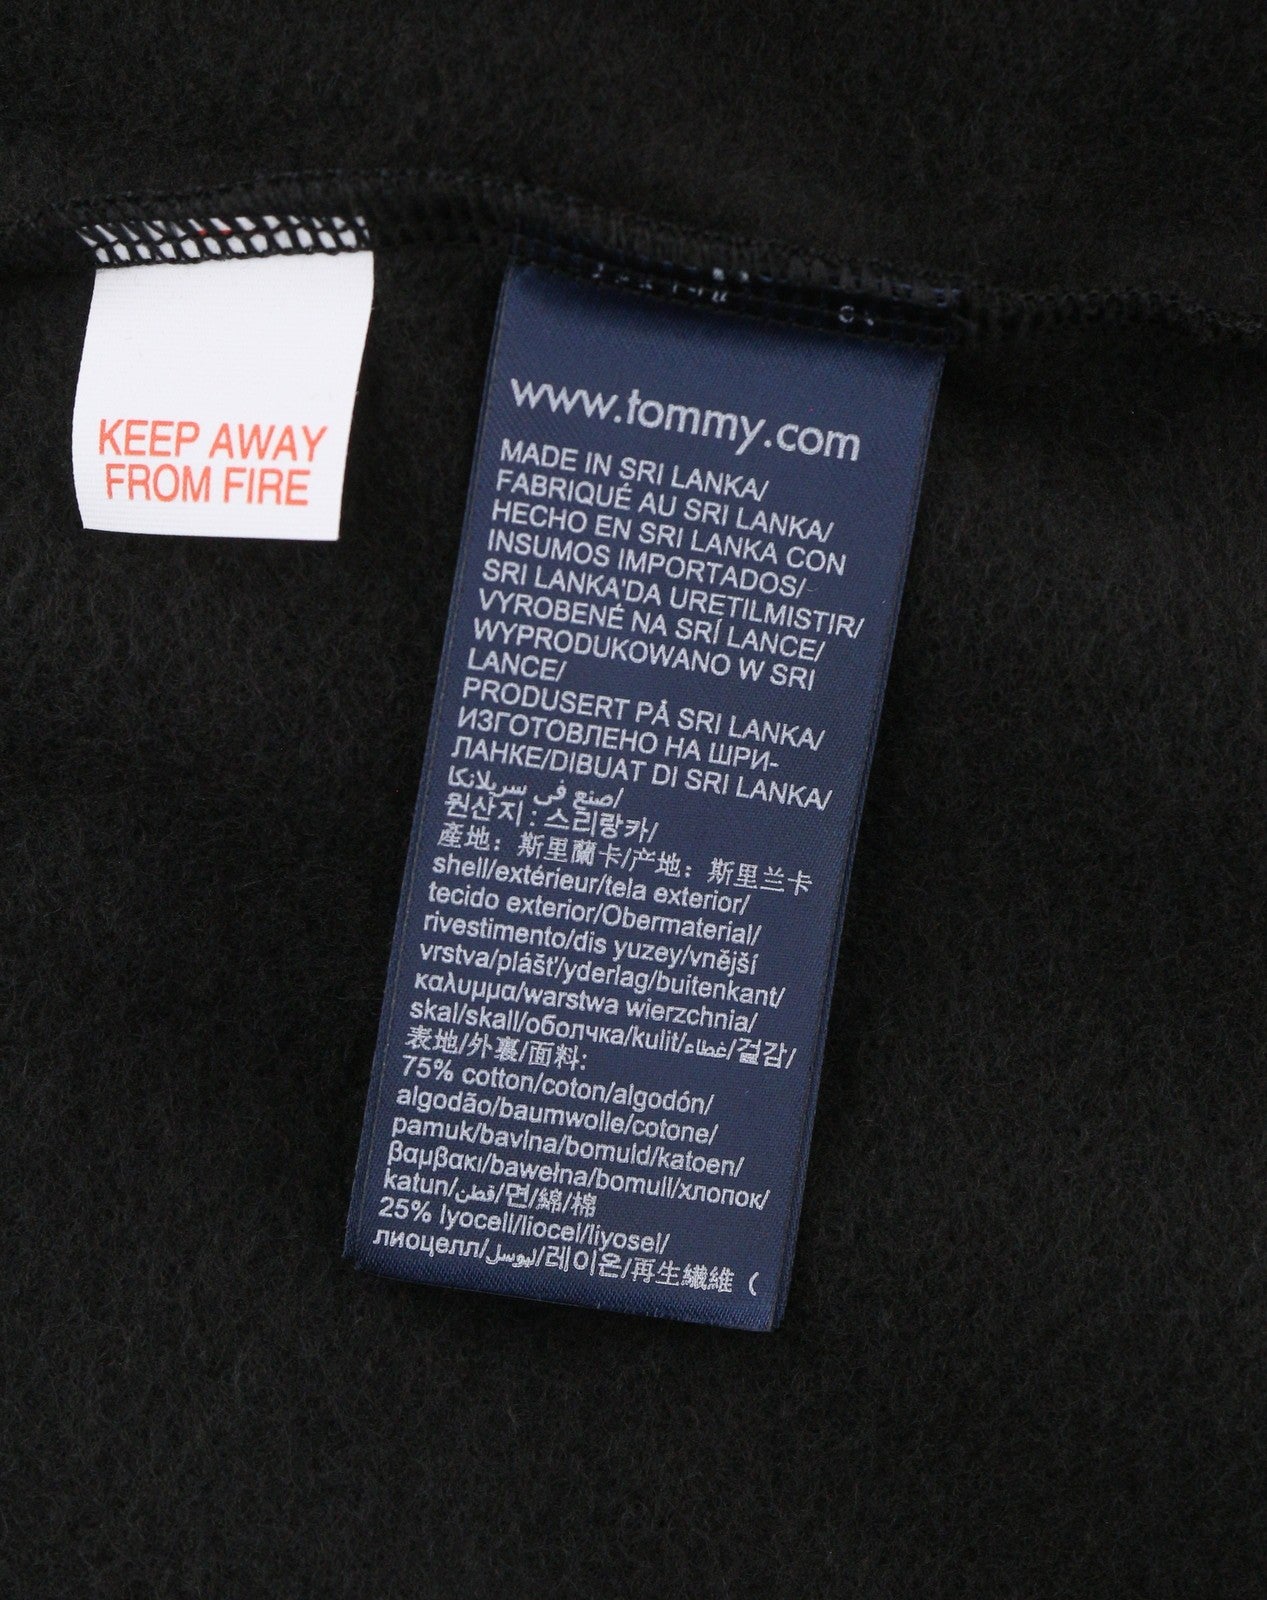 KEEP AWAY
FROM FIRE
www.tommy.com
MADE IN SRI LANKA/
FABRIQUÉ AU SRI LANKA/
HECHO EN SRI LANKA CON
INSUMOS IMPORTADOS/
SRI LANKA'DA URETILMISTIR/
VYROBENÉ NA SRÍ LANCE/
WYPRODUKOWANO W SRI
LANCE/
PRODUSERT PÅ SRI LANKA/
ИЗГОТОВЛЕНО НА ШРИ-
ЛАНКЕ/DIBUAT DI SRI LANKA/
صنع في سريلانكا/
원산지 : 스리랑카/
產地：斯里蘭卡/产地：斯里兰卡
shell/extérieur/tela exterior/
tecido exterior/Obermaterial/
rivestimento/dis yuzey/vnější
vrstva/plášť/yderlag/buitenkant/
καλυμμα/warstwa wierzchnia/
skal/skall/оболчка/kulit/غطاء/겉감/
表地/外裏/面料:
75% cotton/coton/algodón/
algodão/baumwolle/cotone/
pamuk/bavlna/bomuld/katoen/
βαμβακι/bawełna/bomull/хлопок/
katun/قطن/면/綿/棉
25% lyocell/liocel/liyosel/
лиоцелл/ليوسل/레이온/再生纖維 (